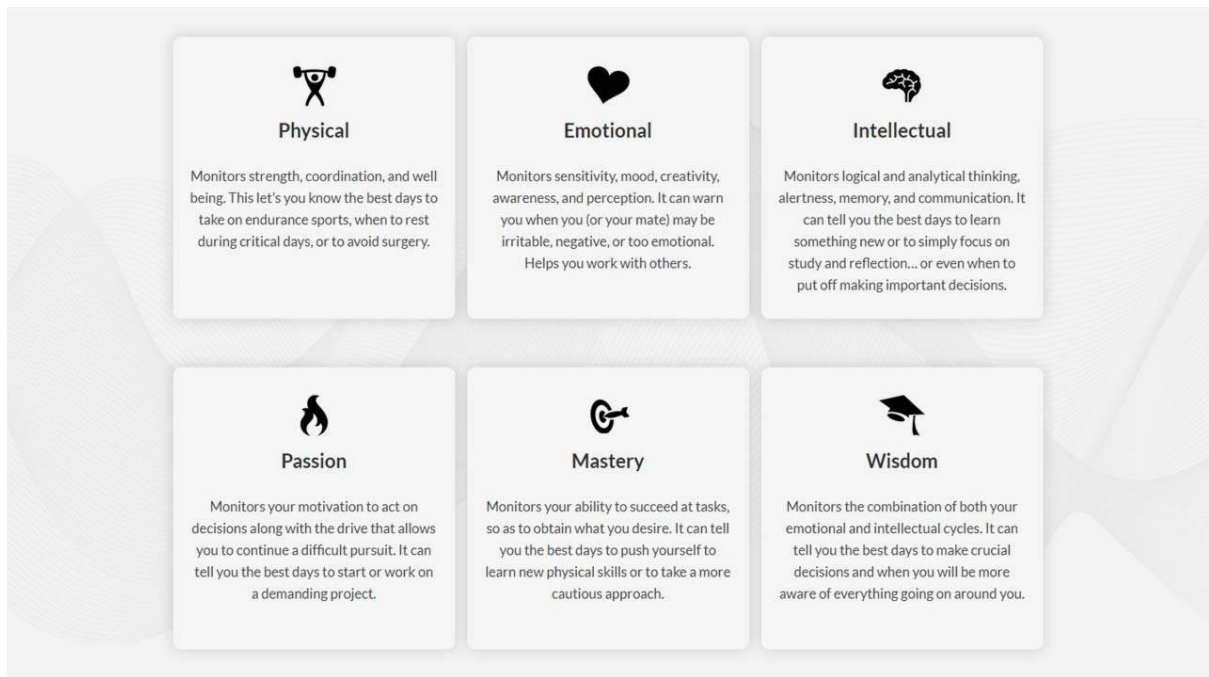 Physical
Monitors strength, coordination, and well
being. This let's you know the best days to
take on endurance sports, when to rest
during critical days, or to avoid surgery.
Emotional
Monitors sensitivity, mood, creativity,
awareness, and perception. It can warn
you when you (or your mate) may be
irritable, negative, or too emotional.
Helps you work with others.
Intellectual
Monitors logical and analytical thinking,
alertness, memory, and communication. It
can tell you the best days to learn
something new or to simply focus on
study and reflection... or even when to
put off making important decisions.
Passion
Monitors your motivation to act on
decisions along with the drive that allows
you to continue a difficult pursuit. It can
tell you the best days to start or work on
a demanding project.
Mastery
Monitors your ability to succeed at tasks,
so as to obtain what you desire. It can tell
you the best days to push yourself to
learn new physical skills or to take a more
cautious approach.
Wisdom
Monitors the combination of both your
emotional and intellectual cycles. It can
tell you the best days to make crucial
decisions and when you will be more
aware of everything going on around you.